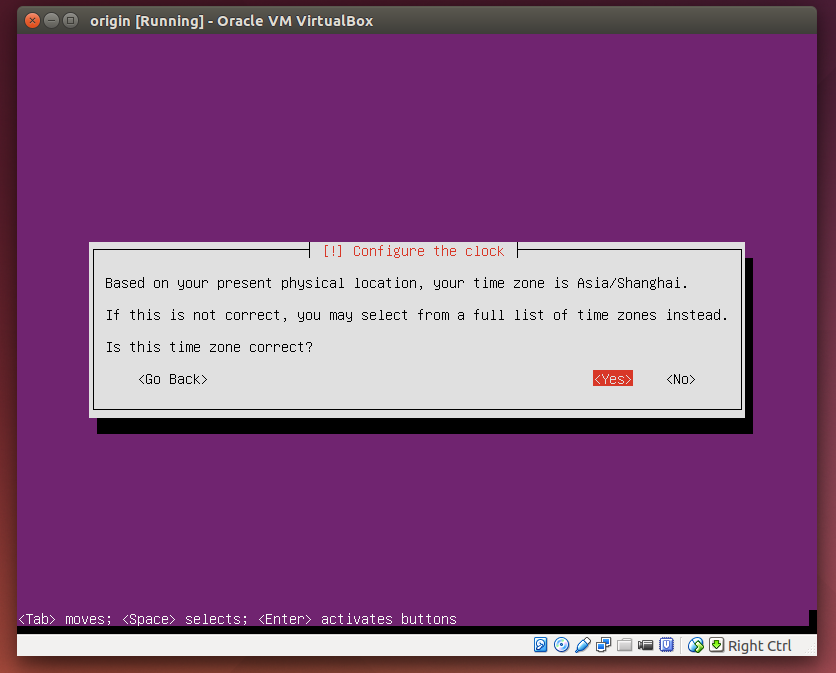 origin [Running] - Oracle VM VirtualBox
[!] Configure the clock
Based on your present physical location, your time zone is Asia/Shanghai.
If this is not correct, you may select from a full list of time zones instead.
Is this time zone correct?
<Go Back> <Yes> <No>
<Tab> moves; <Space> selects; <Enter> activates buttons
Right Ctrl